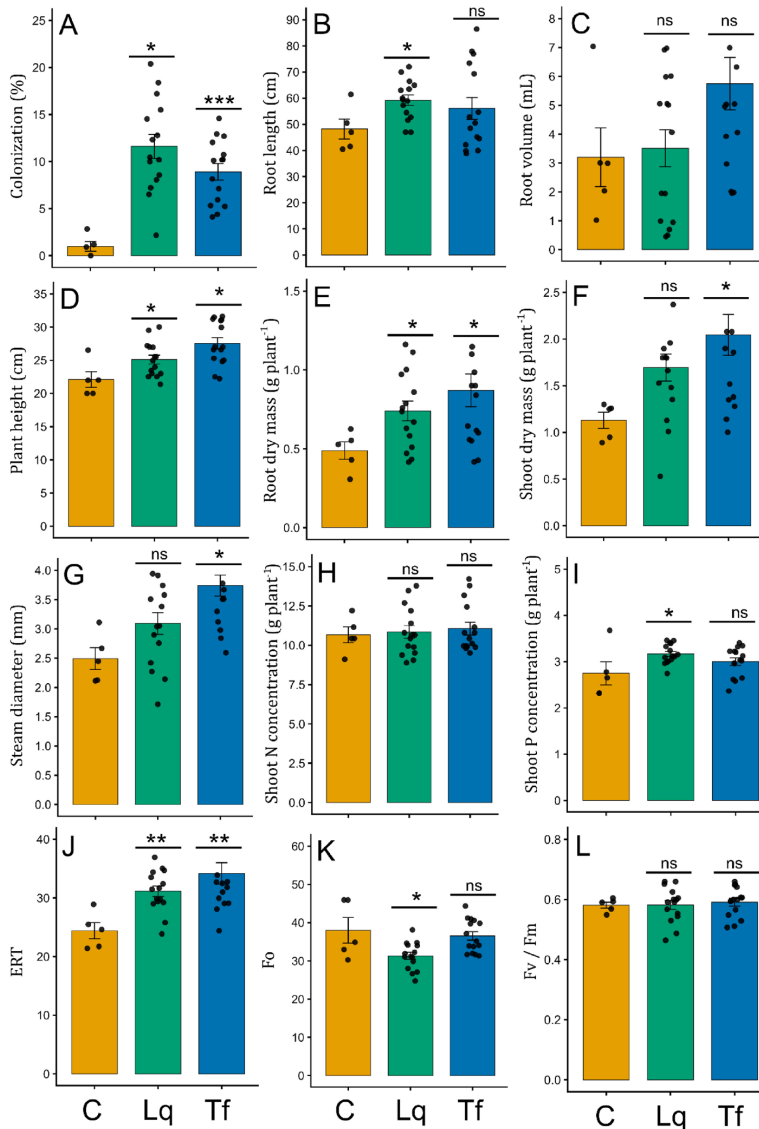 A
*
***
Colonization (%)
20
15
10
5
0
B
*
ns
Root length (cm)
90
80
70
60
50
40
30
20
10
0
C
ns
ns
Root volume (mL)
8
7
6
5
4
3
2
1
0
D
*
*
Plant height (cm)
35
30
25
20
15
10
5
0
E
*
*
Root dry mass (g plant⁻¹)
1.5
1.0
0.5
0.0
F
ns
*
Shoot dry mass (g plant⁻¹)
2.5
2.0
1.5
1.0
0.5
0.0
G
ns
*
Steam diameter (mm)
4.0
3.5
3.0
2.5
2.0
1.5
1.0
0.5
0.0
H
ns
ns
Shoot N concentration (g plant⁻¹)
15.0
12.5
10.0
7.5
5.0
2.5
0.0
I
*
ns
Shoot P concentration (g plant⁻¹)
5
4
3
2
1
0
J
**
**
ERT
40
30
20
10
0
C Lq Tf
K
*
ns
Fo
60
50
40
30
20
10
0
C Lq Tf
L
ns
ns
Fv / Fm
0.8
0.6
0.4
0.2
0.0
C Lq Tf